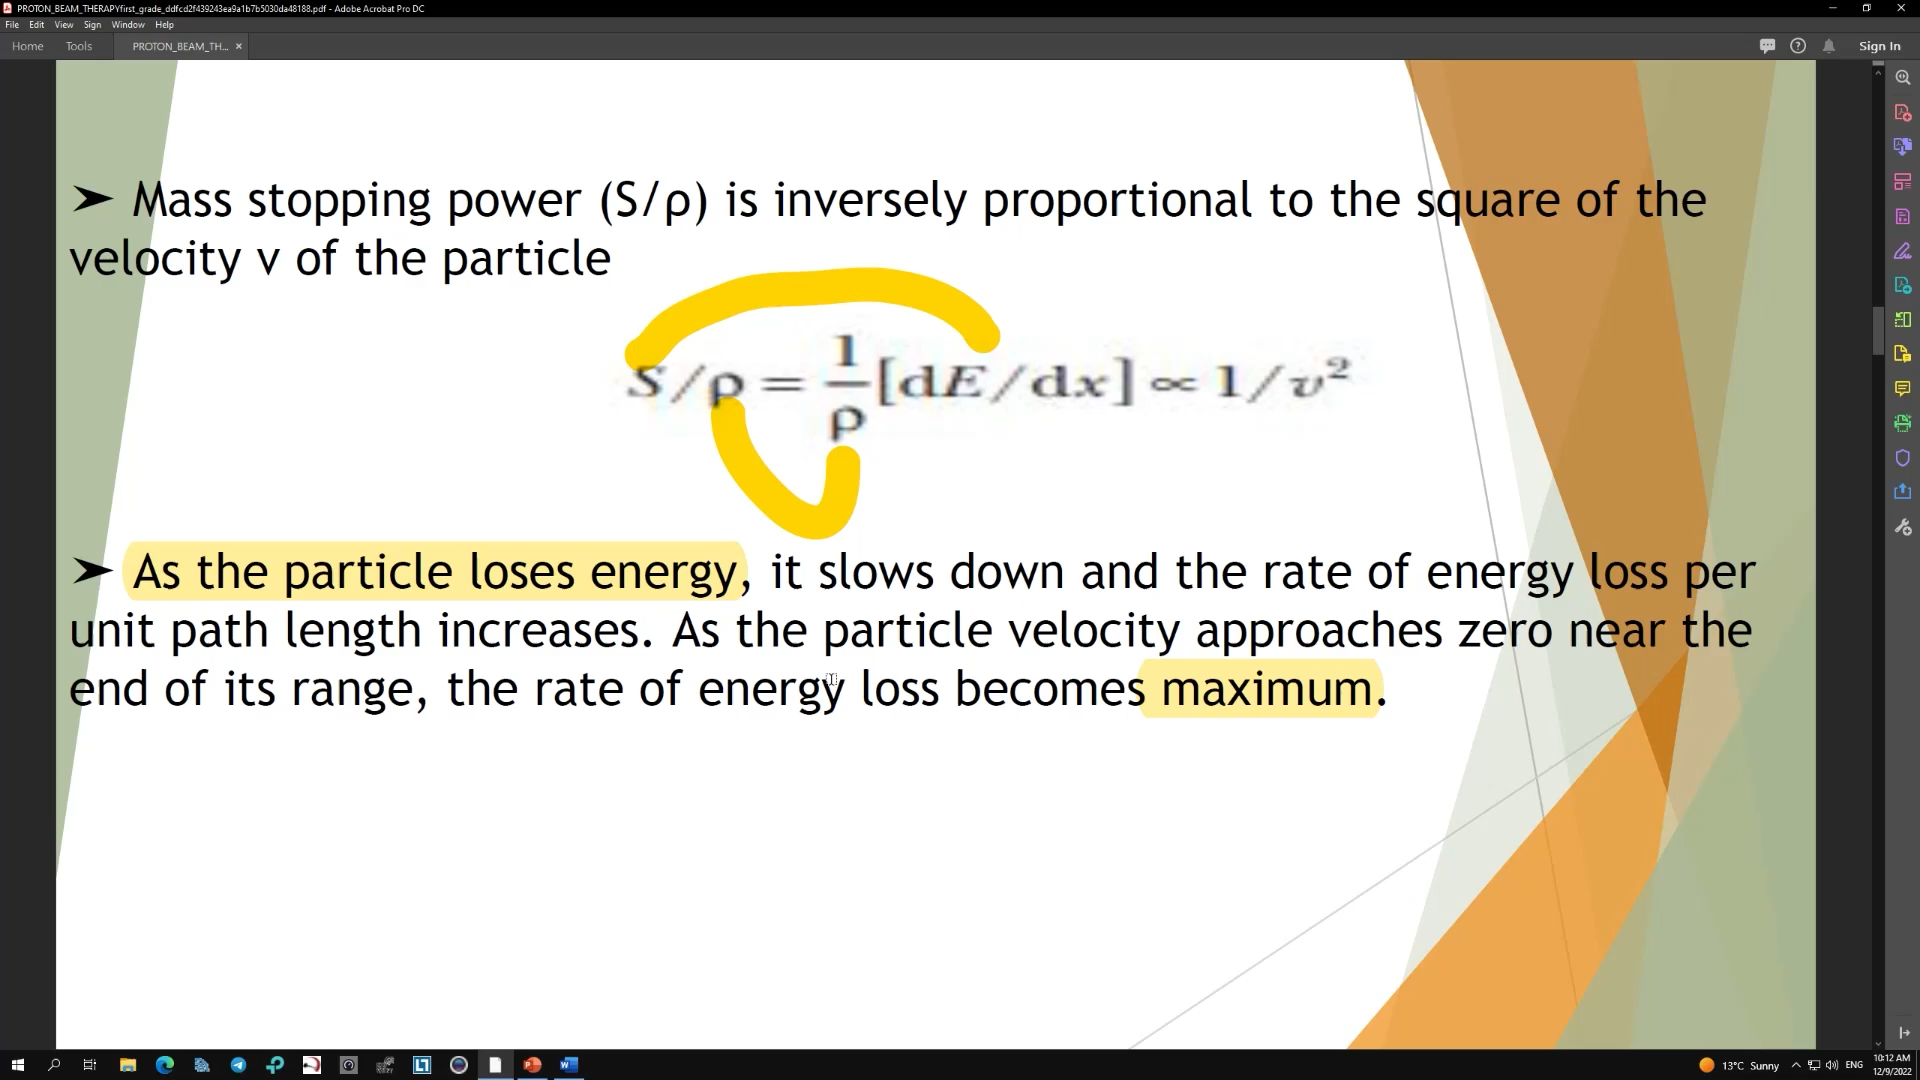 PROTON_BEAM_THERAPYfirst_grade_ddfcd2f439243ea9a1b7b5030da48188.pdf - Adobe Acrobat Pro DC
File Edit View Sign Window Help
Home Tools PROTON_BEAM_TH... × Sign In
➤ Mass stopping power (S/ρ) is inversely proportional to the square of the
velocity v of the particle
S/ρ = 1/ρ [dE/dx] ∝ 1/v²
➤ As the particle loses energy, it slows down and the rate of energy loss per
unit path length increases. As the particle velocity approaches zero near the
end of its range, the rate of energy loss becomes maximum.
13°C Sunny ENG 10:12 AM
12/9/2022